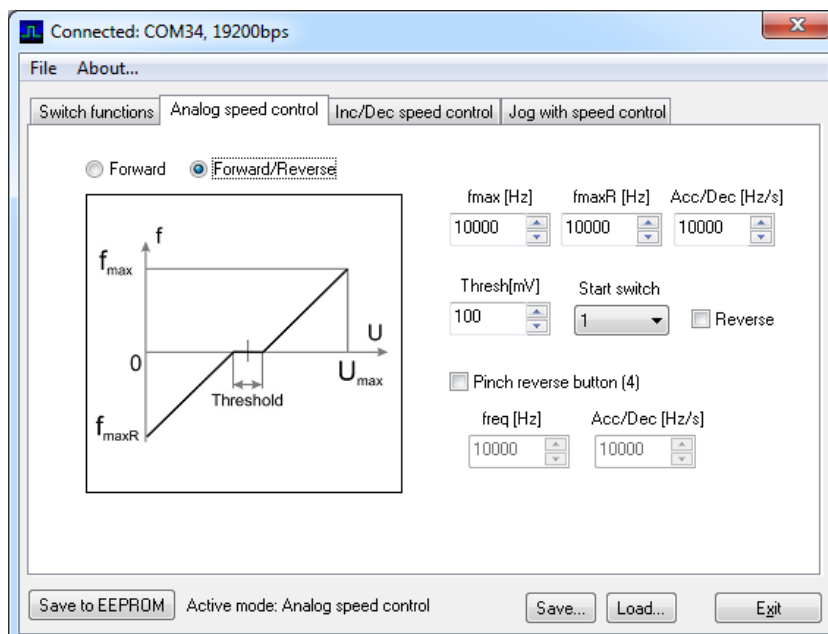 Connected: COM34, 19200bps
File About...
Switch functions Analog speed control Inc/Dec speed control Jog with speed control
Forward Forward/Reverse
fmax [Hz] fmaxR [Hz] Acc/Dec [Hz/s]
10000 10000 10000
f
fmax
Thresh[mV] Start switch
100 1 Reverse
U
0
Umax
Threshold
Pinch reverse button (4)
fmaxR
freq [Hz] Acc/Dec [Hz/s]
10000 10000
Save to EEPROM Active mode: Analog speed control Save... Load... Exit